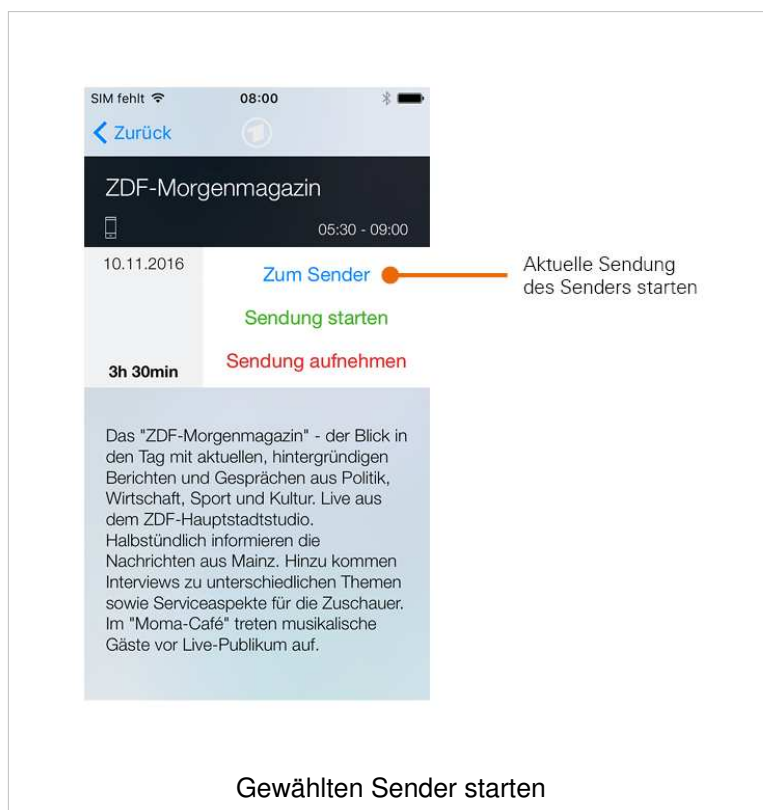 SIM fehlt 08:00
Zurück
ZDF-Morgenmagazin
05:30 - 09:00
10.11.2016
Zum Sender
Sendung starten
Sendung aufnehmen
3h 30min
Aktuelle Sendung
des Senders starten
Das "ZDF-Morgenmagazin" - der Blick in
den Tag mit aktuellen, hintergründigen
Berichten und Gesprächen aus Politik,
Wirtschaft, Sport und Kultur. Live aus
dem ZDF-Hauptstadtstudio.
Halbstündlich informieren die
Nachrichten aus Mainz. Hinzu kommen
Interviews zu unterschiedlichen Themen
sowie Serviceaspekte für die Zuschauer.
Im "Moma-Café" treten musikalische
Gäste vor Live-Publikum auf.
Gewählten Sender starten